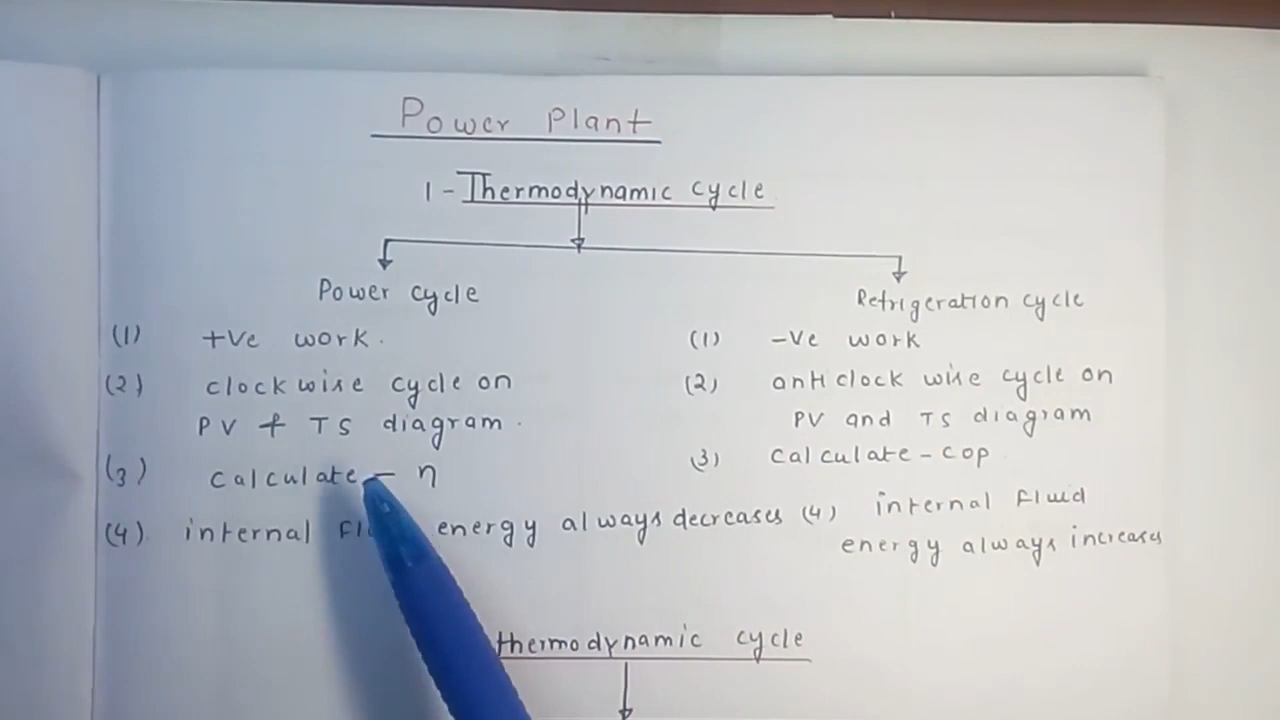 Power Plant
1 - Thermodynamic cycle
Power cycle
(1) +ve work.
(2) clockwise cycle on
PV & TS diagram.
(3) calculate - η
(4) internal energy always decreases
Refrigeration cycle
(1) -ve work
(2) anticlock wise cycle on
PV and TS diagram
(3) calculate - COP
(4) internal fluid
energy always increases
thermodynamic cycle